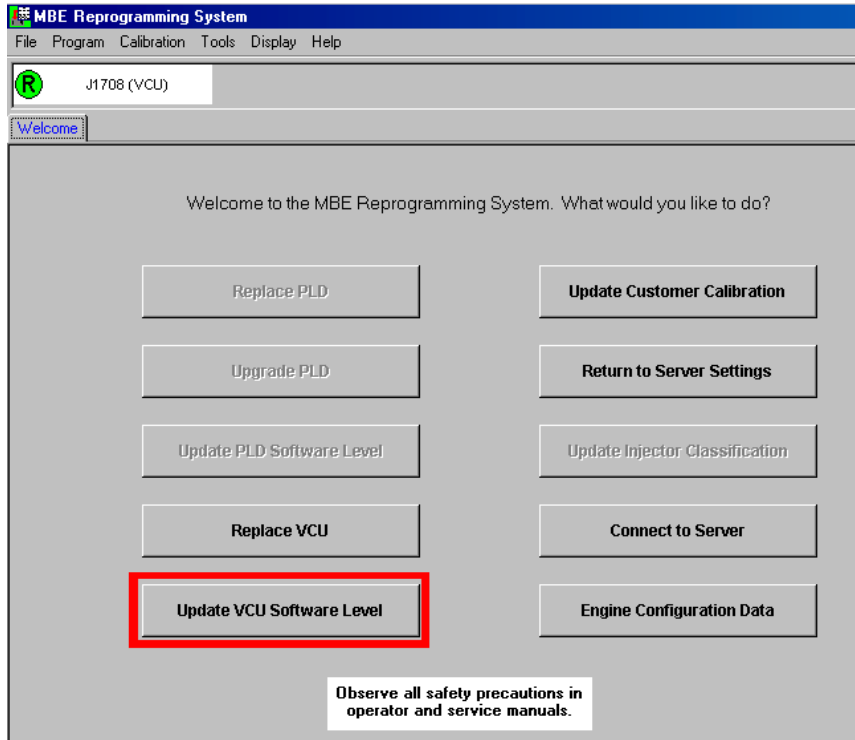 MBE Reprogramming System
File Program Calibration Tools Display Help
R J1708 (VCU)
Welcome
Welcome to the MBE Reprogramming System. What would you like to do?
Replace PLD
Update Customer Calibration
Upgrade PLD
Return to Server Settings
Update PLD Software Level
Update Injector Classification
Replace VCU
Connect to Server
Update VCU Software Level
Engine Configuration Data
Observe all safety precautions in
operator and service manuals.